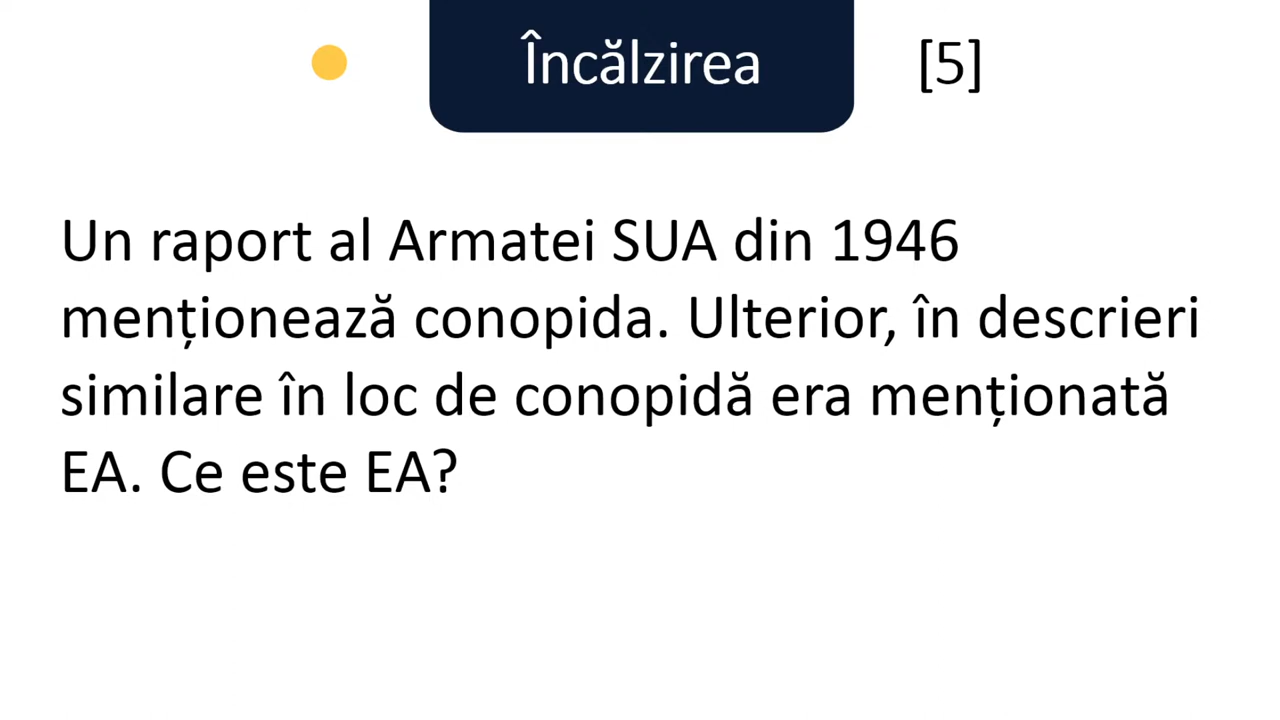 Încălzirea
[5]
Un raport al Armatei SUA din 1946
menționează conopida. Ulterior, în descrieri
similare în loc de conopidă era menționată
EA. Ce este EA?